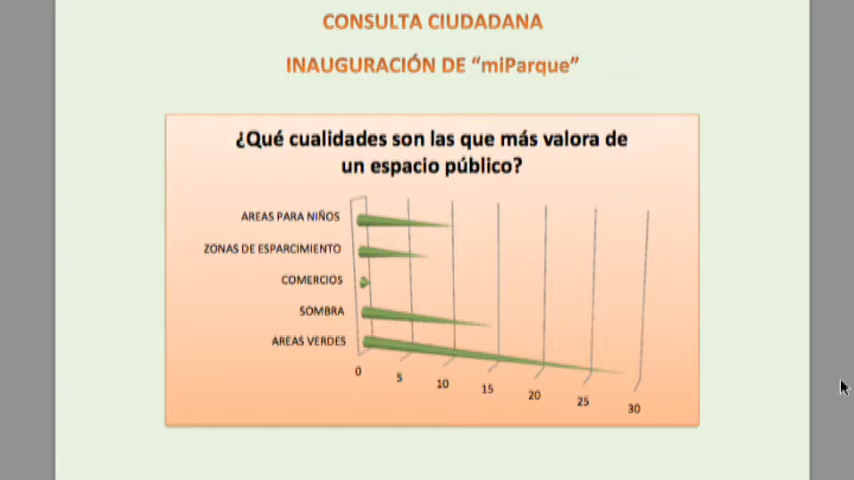 CONSULTA CIUDADANA
INAUGURACIÓN DE “miParque”
¿Qué cualidades son las que más valora de
un espacio público?
AREAS PARA NIÑOS
ZONAS DE ESPARCIMIENTO
COMERCIOS
SOMBRA
AREAS VERDES
0
5
10
15
20
25
30